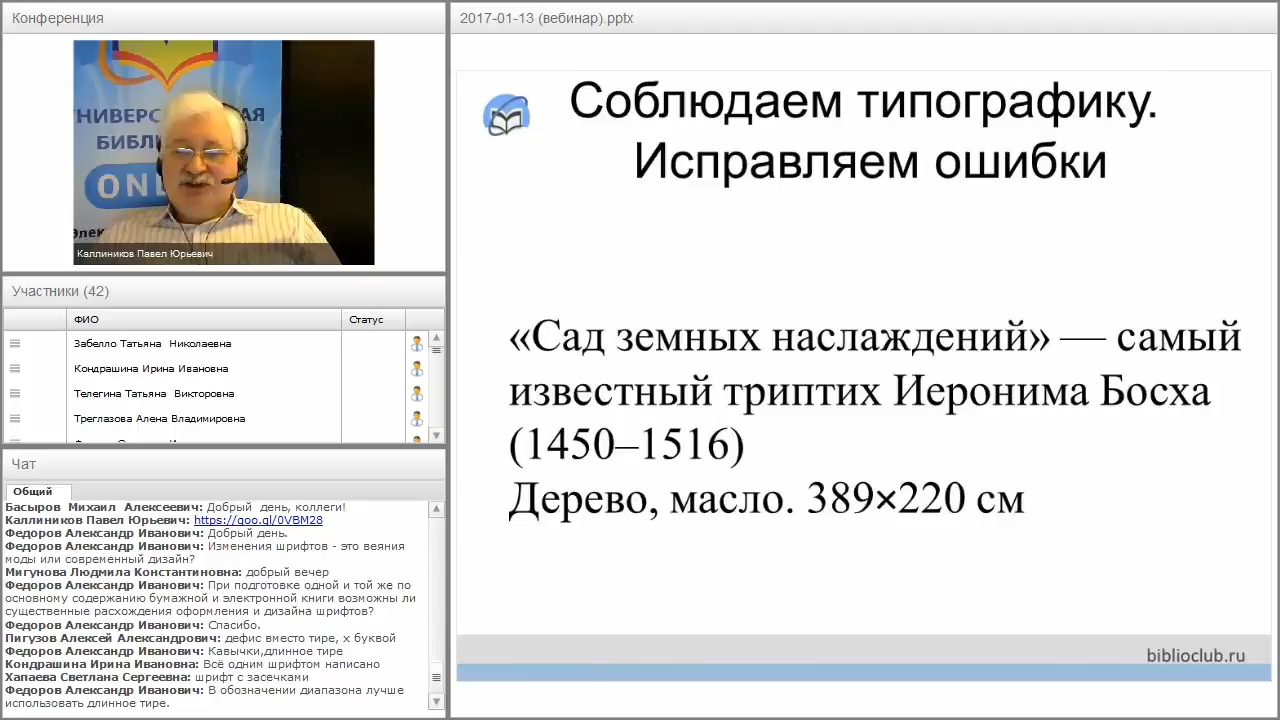 Конференция
УНИВЕРС
АЯ
БИБЛ
ON
Каллиников Павел Юрьевич
Участники (42)
ФИО
Статус
Забелло Татьяна Николаевна
Кондрашина Ирина Ивановна
Телегина Татьяна Викторовна
Треглазова Алена Владимировна
Чат
Общий
Басыров Михаил Алексеевич: Добрый день, коллеги!
Каллиников Павел Юрьевич: https://goo.gl/0VBM28
Федоров Александр Иванович: Добрый день.
Федоров Александр Иванович: Изменения шрифтов - это веяния
моды или современный дизайн?
Мигунова Людмила Константиновна: добрый вечер
Федоров Александр Иванович: При подготовке одной и той же по
основному содержанию бумажной и электронной книги возможны ли
существенные расхождения оформления и дизайна шрифтов?
Федоров Александр Иванович: Спасибо.
Пигузов Алексей Александрович: дефис вместо тире, х буквой
Федоров Александр Иванович: Кавычки,длинное тире
Кондрашина Ирина Ивановна: Всё одним шрифтом написано
Хапаева Светлана Сергеевна: шрифт с засечками
Федоров Александр Иванович: В обозначении диапазона лучше
использовать длинное тире.
2017-01-13 (вебинар).pptx
Соблюдаем типографику.
Исправляем ошибки
«Сад земных наслаждений» — самый
известный триптих Иеронима Босха
(1450–1516)
Дерево, масло. 389×220 см
biblioclub.ru